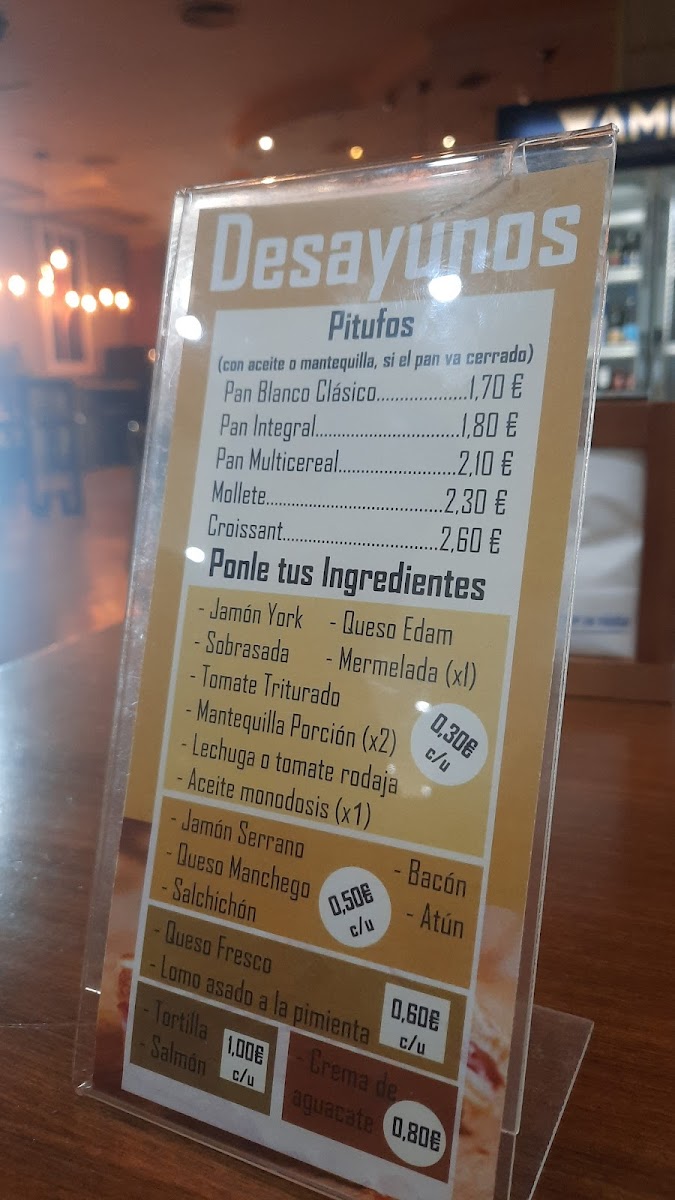 Desayunos
Pitufos
(con aceite o mantequilla, si el pan va cerrado)
Pan Blanco Clásico....................1,70 €
Pan Integral...............................1,80 €
Pan Multicereal.........................2,10 €
Mollete......................................2,30 €
Croissant..................................2,60 €
Ponle tus Ingredientes
- Jamón York - Queso Edam
- Sobrasada - Mermelada (x1)
- Tomate Triturado
- Mantequilla Porción (x2)
- Lechuga o tomate rodaja
- Aceite monodosis (x1)
0,30€
c/u
- Jamón Serrano
- Queso Manchego
- Salchichón
- Bacón
- Atún
0,50€
c/u
- Queso Fresco
- Lomo asado a la pimienta
0,60€
c/u
- Tortilla
- Salmón
1,00€
c/u
- Crema de
aguacate
0,80€